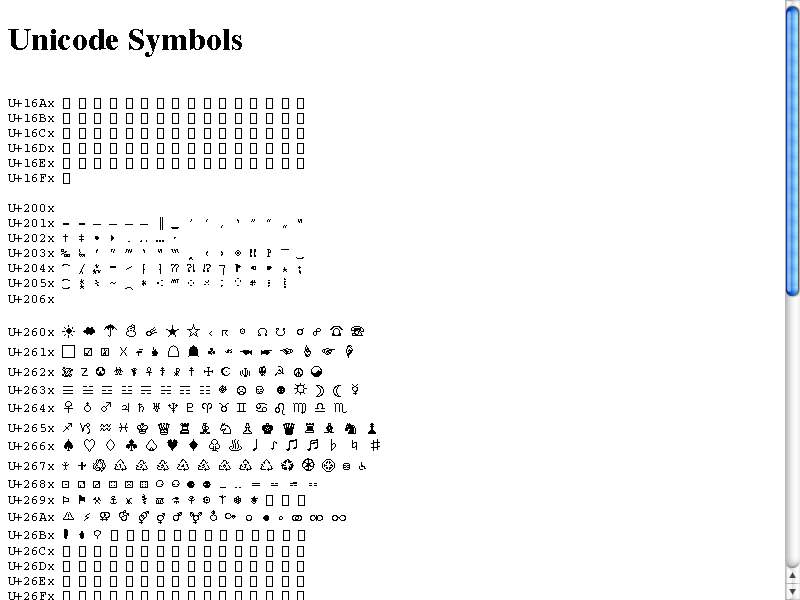 Unicode Symbols
U+16Ax □ □ □ □ □ □ □ □ □ □ □ □ □ □ □ □
U+16Bx □ □ □ □ □ □ □ □ □ □ □ □ □ □ □ □
U+16Cx □ □ □ □ □ □ □ □ □ □ □ □ □ □ □ □
U+16Dx □ □ □ □ □ □ □ □ □ □ □ □ □ □ □ □
U+16Ex □ □ □ □ □ □ □ □ □ □ □ □ □ □ □ □
U+16Fx □
U+200x
U+201x ‐ ‑ ‒ – — ― ‖ ‗ ‘ ’ ‚ ‛ “ ” „ ‟
U+202x † ‡ • ‣ ․ ‥ … ‧
U+203x ‰ ‱ ′ ″ ‴ ‵ ‶ ‷ ‸ ‹ › ※ ‼ ‽ ‾ ‿
U+204x ⁀ ⁁ ⁂ ⁃ ⁄ ⁅ ⁆ ⁇ ⁈ ⁉ ⁊ ⁋ ⁌ ⁍ ⁎ ⁏
U+205x ⁐ ⁑ ⁒ ⁓ ⁔ ⁕ ⁖ ⁗ ⁘ ⁙ ⁚ ⁛ ⁜ ⁝ ⁞
U+206x
U+260x ☀ ☁ ☂ ☃ ☄ ★ ☆ ☇ ☈ ☉ ☊ ☋ ☌ ☍ ☎ ☏
U+261x ☐ ☑ ☒ ☓ ☔ ☕ ☖ ☗ ☘ ☙ ☚ ☛ ☜ ☝ ☞ ☟
U+262x ☠ ☡ ☢ ☣ ☤ ☥ ☦ ☧ ☨ ☩ ☪ ☫ ☬ ☭ ☮ ☯
U+263x ☰ ☱ ☲ ☳ ☴ ☵ ☶ ☷ ☸ ☹ ☺ ☻ ☼ ☽ ☾ ☿
U+264x ♀ ♁ ♂ ♃ ♄ ♅ ♆ ♇ ♈ ♉ ♊ ♋ ♌ ♍ ♎ ♏
U+265x ♐ ♑ ♒ ♓ ♔ ♕ ♖ ♗ ♘ ♙ ♚ ♛ ♜ ♝ ♞ ♟
U+266x ♠ ♡ ♢ ♣ ♤ ♥ ♦ ♧ ♨ ♩ ♪ ♫ ♬ ♭ ♮ ♯
U+267x ♰ ♱ ♲ ♳ ♴ ♵ ♶ ♷ ♸ ♹ ♺ ♻ ♼ ♽ ♾ ♿
U+268x ⚀ ⚁ ⚂ ⚃ ⚄ ⚅ ⚆ ⚇ ⚈ ⚉ ⚊ ⚋ ⚌ ⚍ ⚎ ⚏
U+269x ⚐ ⚑ ⚒ ⚓ ⚔ ⚕ ⚖ ⚗ ⚘ ⚙ ⚚ ⚛ ⚜ □ □ □
U+26Ax ⚠ ⚡ ⚢ ⚣ ⚤ ⚥ ⚦ ⚧ ⚨ ⚩ ⚪ ⚫ ⚬ ⚭ ⚮ ⚯
U+26Bx ⚰ ⚱ ⚲ □ □ □ □ □ □ □ □ □ □ □ □ □
U+26Cx □ □ □ □ □ □ □ □ □ □ □ □ □ □ □ □
U+26Dx □ □ □ □ □ □ □ □ □ □ □ □ □ □ □ □
U+26Ex □ □ □ □ □ □ □ □ □ □ □ □ □ □ □ □
U+26Fx □ □ □ □ □ □ □ □ □ □ □ □ □ □ □ □